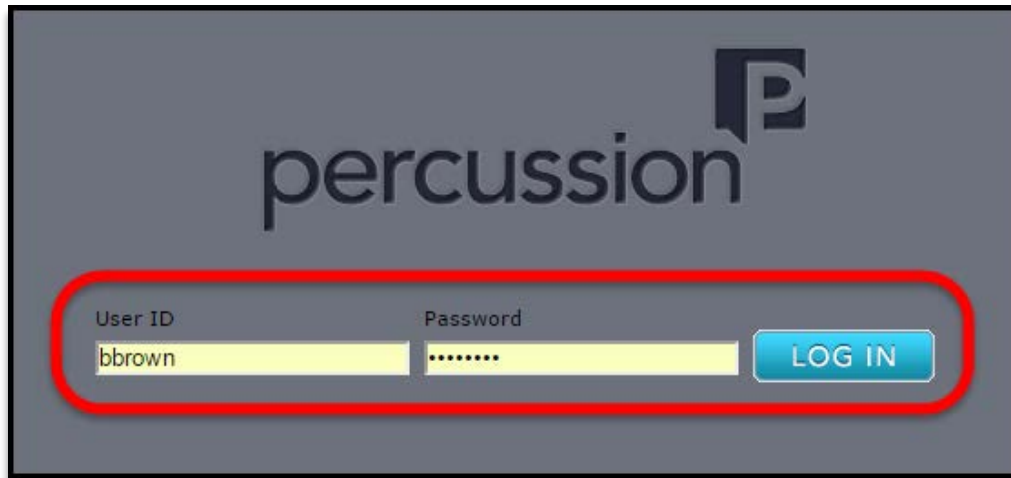 P
percussion
User ID Password
bbrown •••••••• LOG IN